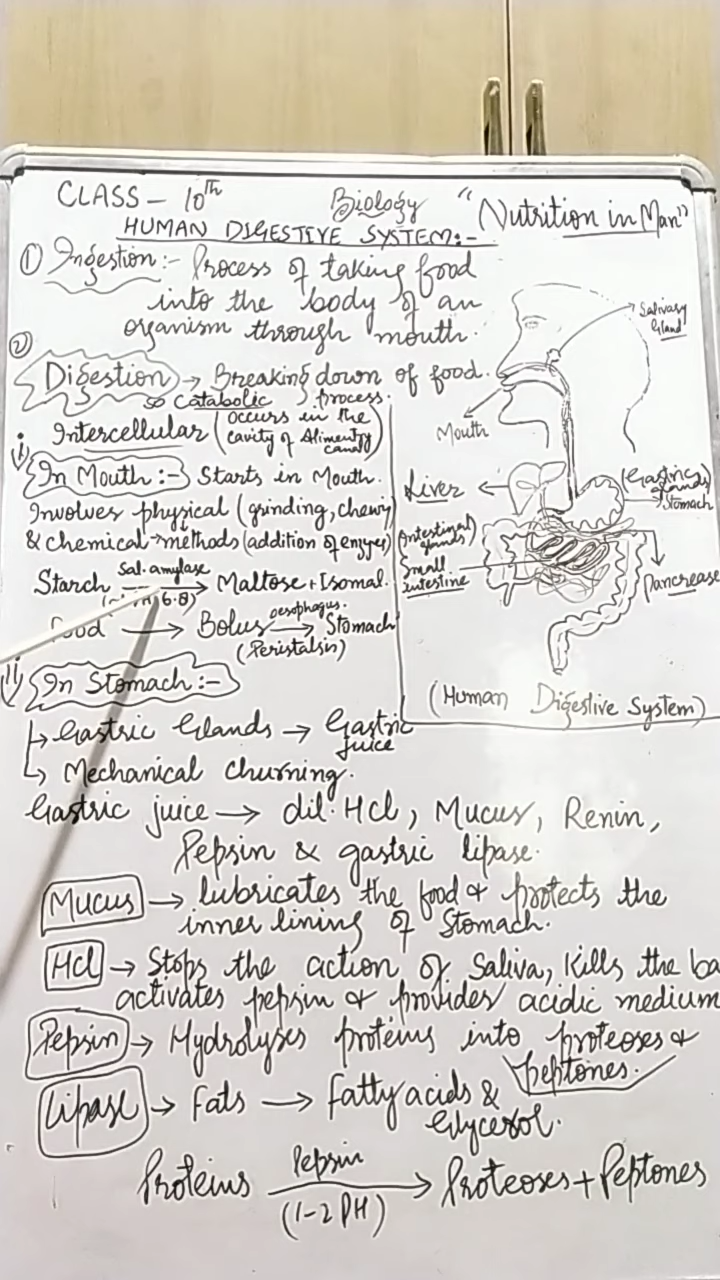 CLASS - 10th Biology "Nutrition in Man"
HUMAN DIGESTIVE SYSTEM:-
① Ingestion:- Process of taking food
into the body of an
organism through mouth.
②
Digestion → Breaking down of food.
so Catabolic process.
Intercellular (occurs in the
cavity of Alimentry
canal)
i
In Mouth:- Starts in Mouth.
Involves physical (grinding, chewing
& chemical → methods (addition of enzymes)
Starch Sal. amylase → Maltose + Isomal.
6.8)
Food → Bolus oesophagus. → Stomach
(Peristalsis)
ii In Stomach:-
→ Gastric Glands → Gastric
Juice
→ Mechanical churning.
Gastric juice → dil. Hcl, Mucus, Renin,
Pepsin & gastric lipase.
Mucus → lubricates the food & protects the
inner lining of Stomach.
Hcl → Stops the action of Saliva, Kills the ba
activates pepsin & provides acidic medium
Pepsin → Hydrolyses proteins into proteoses &
peptones.
Lipase → Fats → Fatty acids &
Glycerol.
Proteins Pepsin → Proteoses + Peptones
(1-2 PH)
Salivary
Gland
Mouth
Liver
(Gastric
glands)
Stomach
(Intestinal
glands)
Small
intestine
Pancrease
(Human Digestive System)